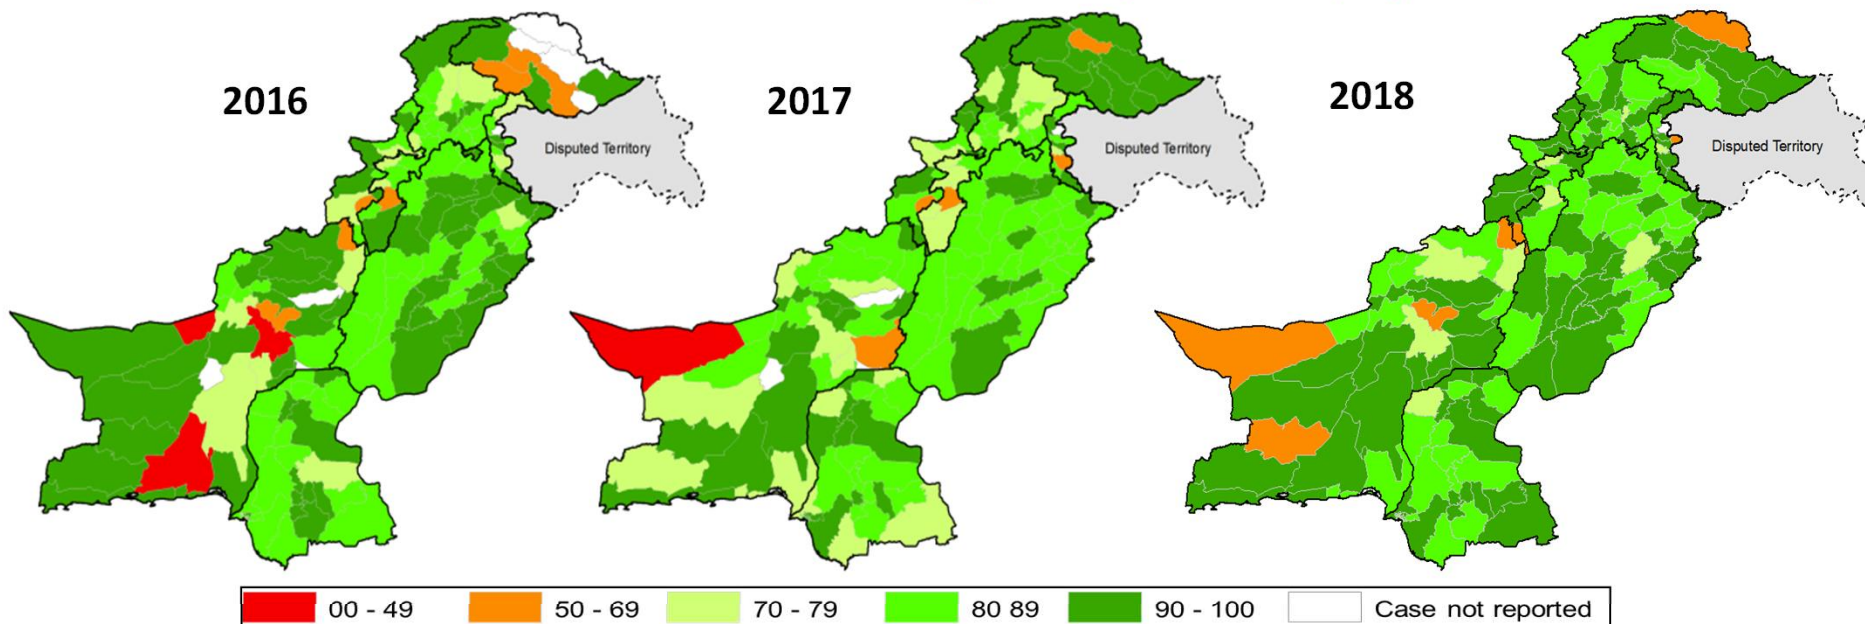 2016
2017
2018
Disputed Territory
Disputed Territory
Disputed Territory
00 - 49
50 - 69
70 - 79
80 89
90 - 100
Case not reported